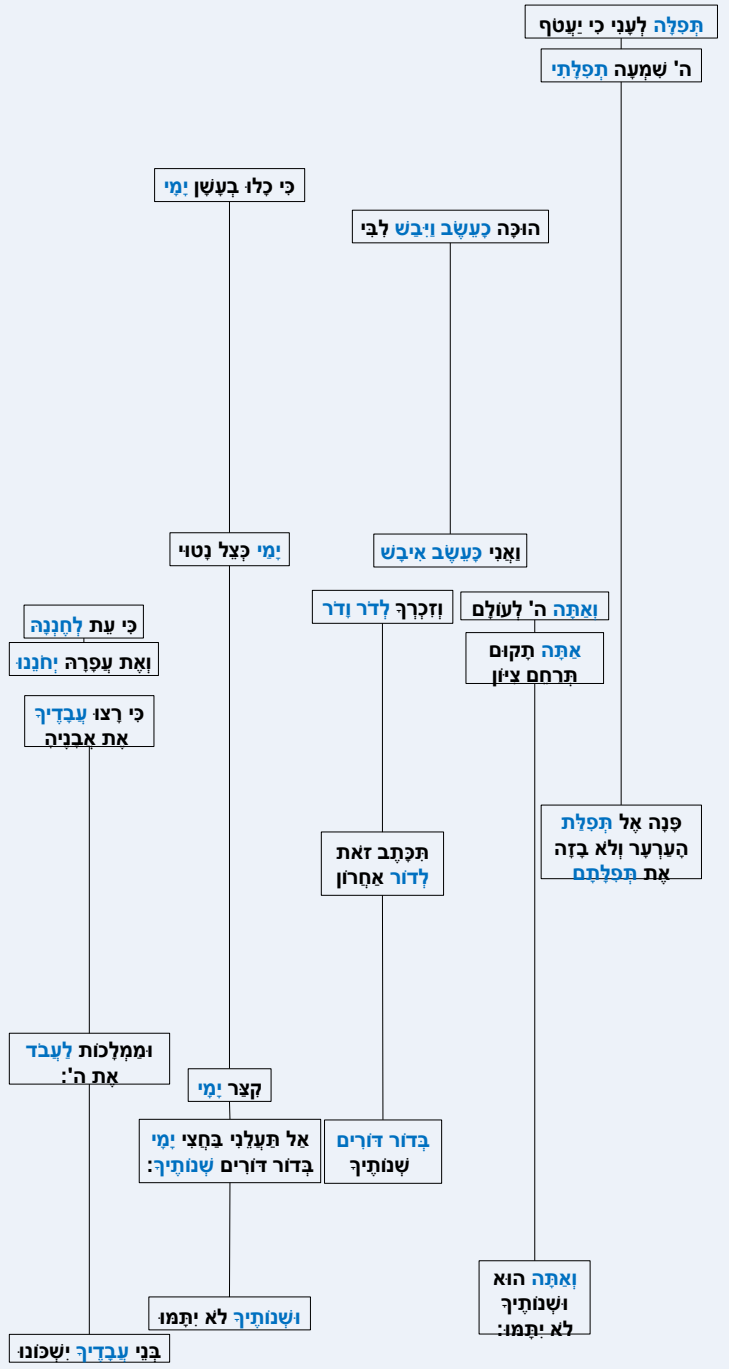 תְּפִלָּה לְעָנִי כִי יַעֲטֹף
ה' שִׁמְעָה תְפִלָּתִי
כִּי כָלוּ בְעָשָׁן יָמָי
הוּכָּה כָעֵשֶׂב וַיִּבַשׁ לִבִּי
יָמַי כְּצֵל נָטוּי
וַאֲנִי כָּעֵשֶׂב אִיבָשׁ
כִּי עֵת לְחֶנְנָהּ
וְאֶת עֲפָרָהּ יְחֹנֵנוּ
וְזִכְרְךָ לְדֹר וָדֹר
וְאַתָּה ה' לְעוֹלָם
אַתָּה תָקוּם
תְּרַחֵם צִיּוֹן
כִּי רָצוּ עֲבָדֶיךָ
אֶת אֲבָנֶיהָ
פָּנָה אֶל תְּפִלַּת
הָעַרְעָר וְלֹא בָזָה
אֶת תְּפִלָּתָם
תִּכָּתֶב זֹאת
לְדוֹר אַחֲרוֹן
וּמַמְלָכוֹת לַעֲבֹד
אֶת ה':
קִצַּר יָמָי
אַל תַּעֲלֵנִי בַּחֲצִי יָמָי
בְּדוֹר דּוֹרִים שְׁנוֹתֶיךָ:
בְּדוֹר דּוֹרִים
שְׁנוֹתֶיךָ
וְאַתָּה הוּא
וּשְׁנוֹתֶיךָ
לֹא יִתָּמּוּ:
וּשְׁנוֹתֶיךָ לֹא יִתָּמּוּ
בְּנֵי עֲבָדֶיךָ יִשְׁכּוֹנוּ